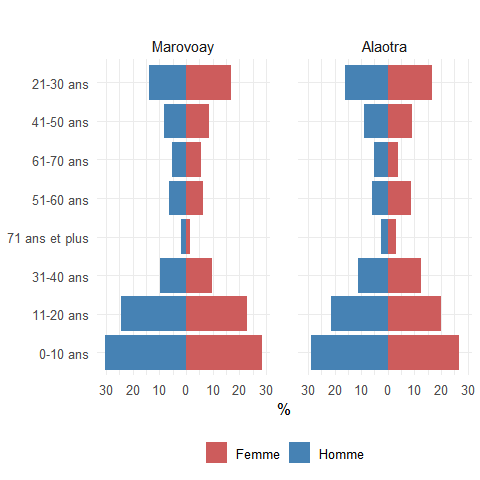 Marovoay Alaotra
21-30 ans
41-50 ans
61-70 ans
51-60 ans
71 ans et plus
31-40 ans
11-20 ans
0-10 ans
30 20 10 0 10 20 30 30 20 10 0 10 20 30
%
Femme Homme